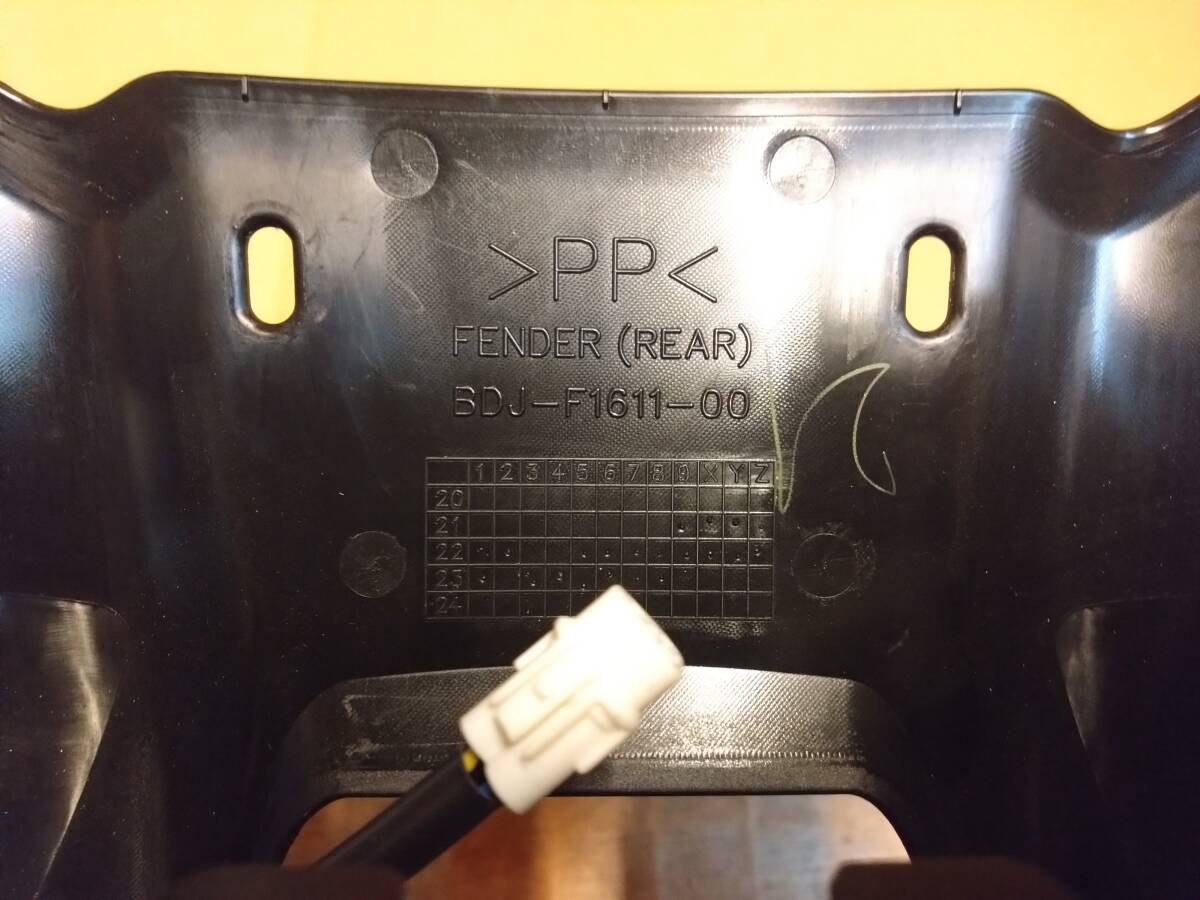 >PP<
FENDER (REAR)
BDJ-F1611-00
1 2 3 4 5 6 7 8 9 X Y Z
20
21
22
23
24